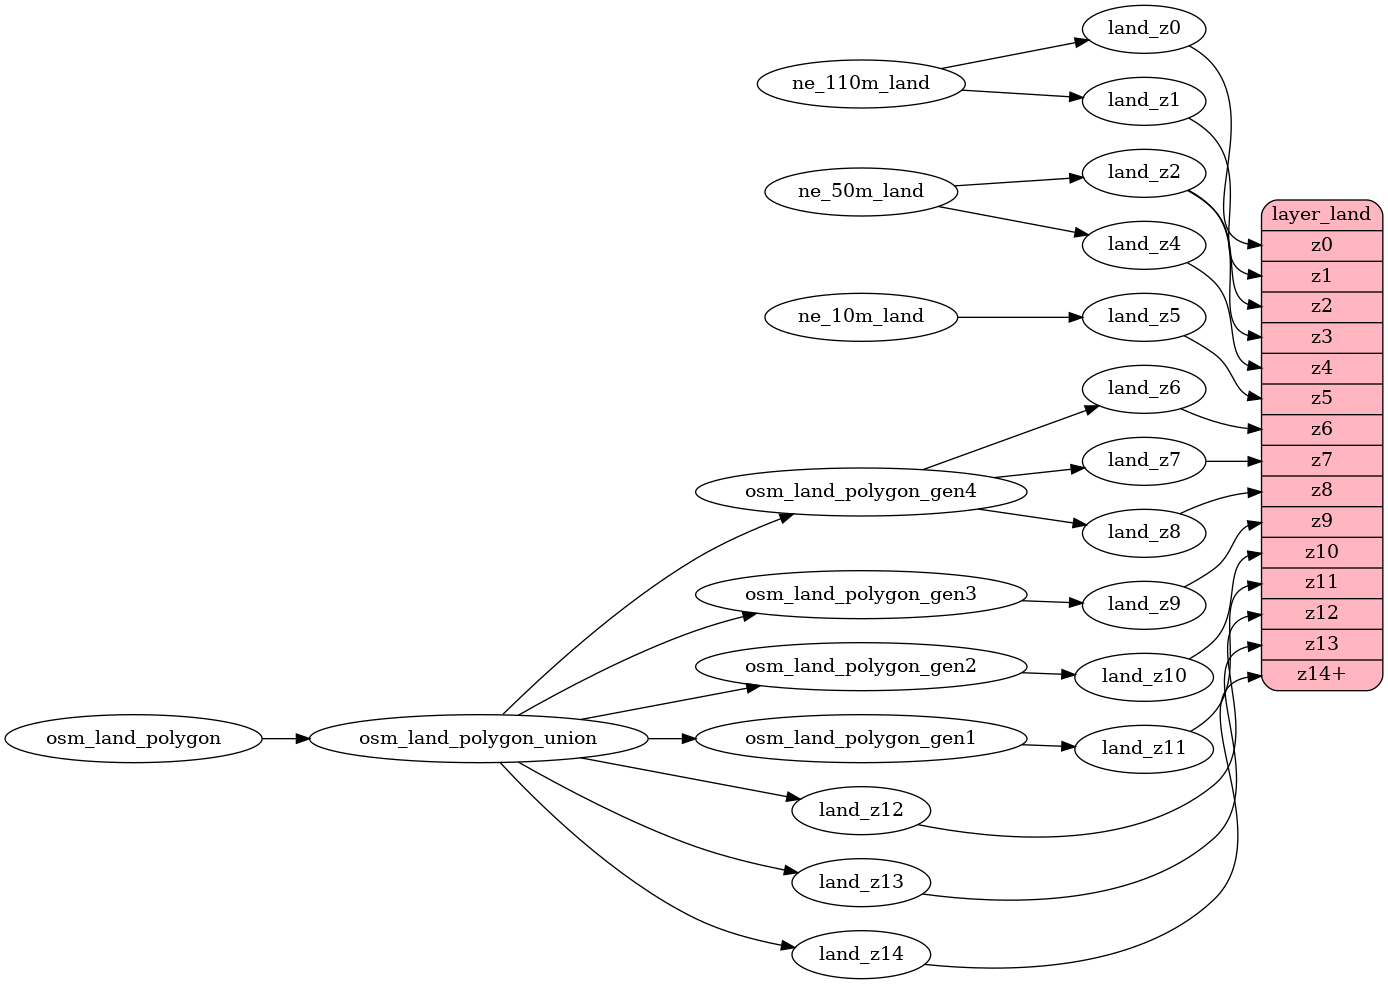 land_z0
ne_110m_land
land_z1
ne_50m_land
land_z2
land_z4
ne_10m_land
land_z5
land_z6
osm_land_polygon_gen4
land_z7
land_z8
osm_land_polygon_gen3
land_z9
osm_land_polygon_gen2
land_z10
osm_land_polygon
osm_land_polygon_union
osm_land_polygon_gen1
land_z11
land_z12
land_z13
land_z14
layer_land
z0
z1
z2
z3
z4
z5
z6
z7
z8
z9
z10
z11
z12
z13
z14+